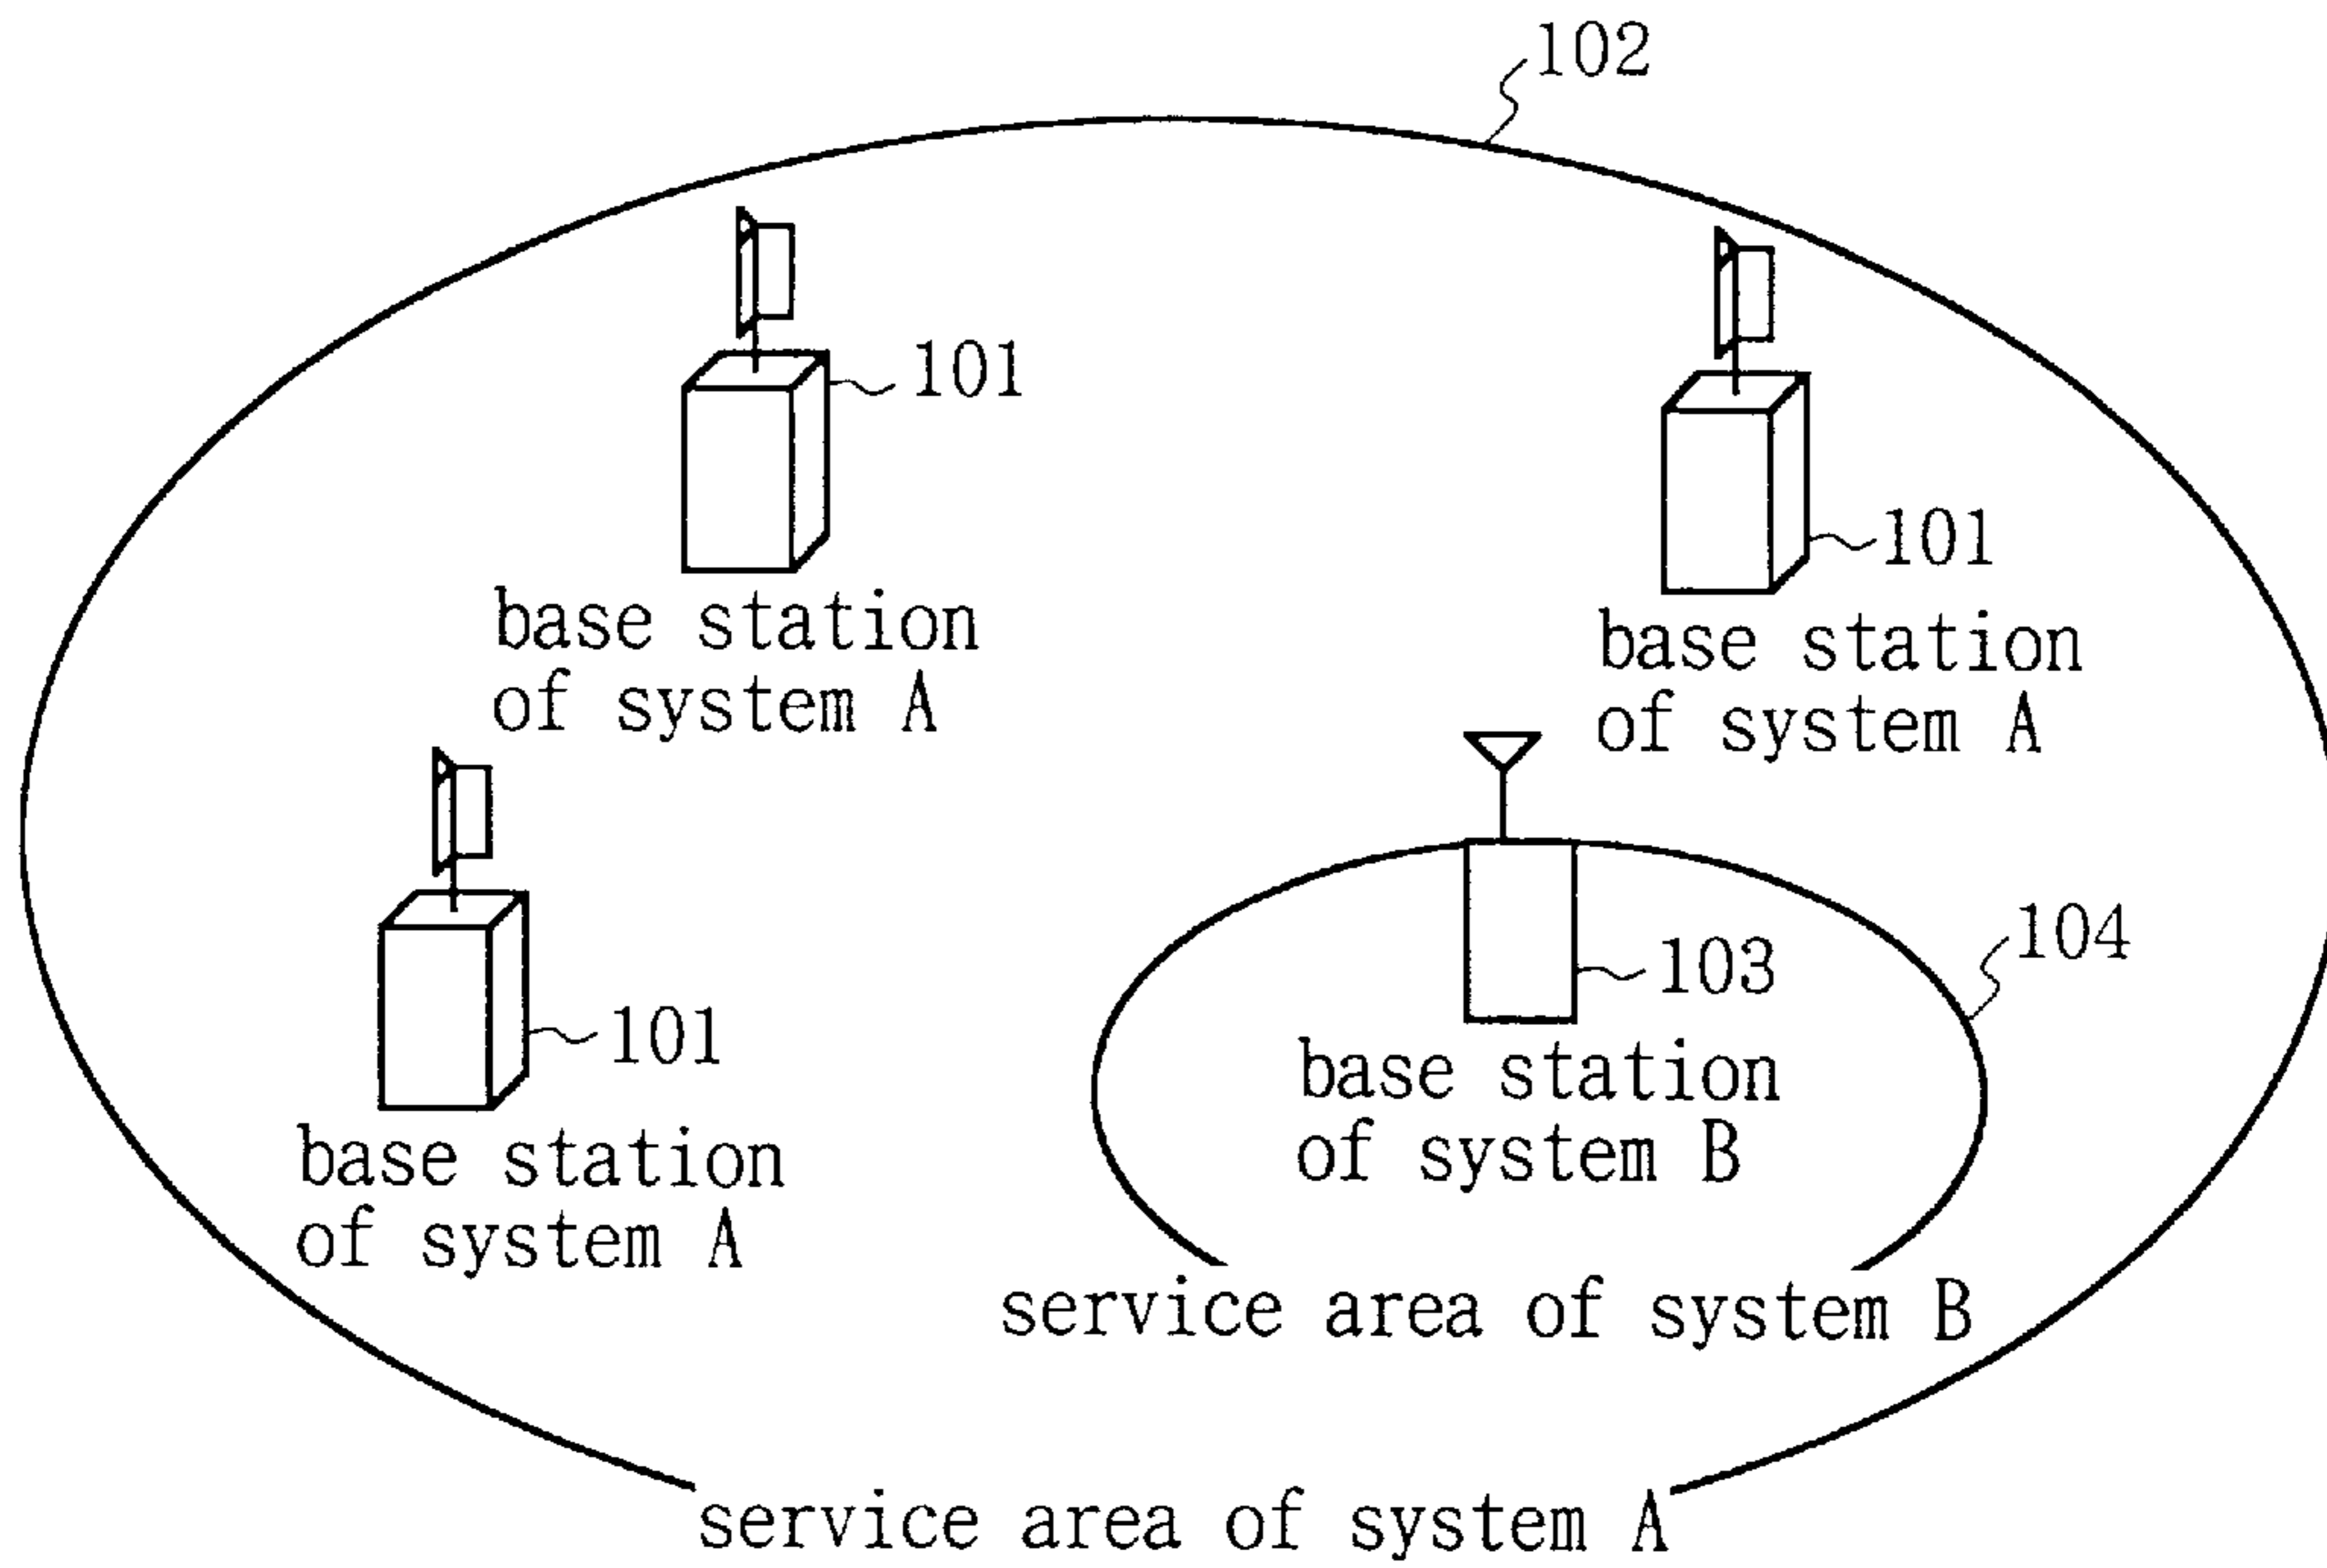 102
101
base station
of system A
101
base station
of system A
101
base station
of system A
103
104
base station
of system B
service area of system B
service area of system A